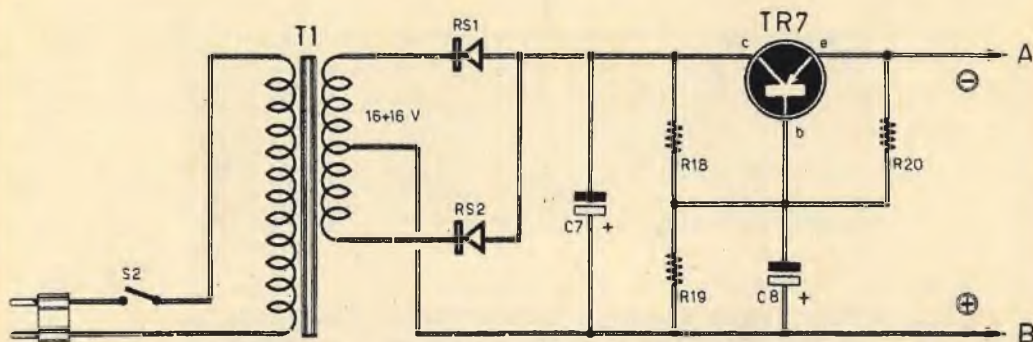 T1
RS1
TR7
c
e
A
−
16+16 V
b
R18
R20
RS2
C7
+
S2
R19
C8
+
+
B